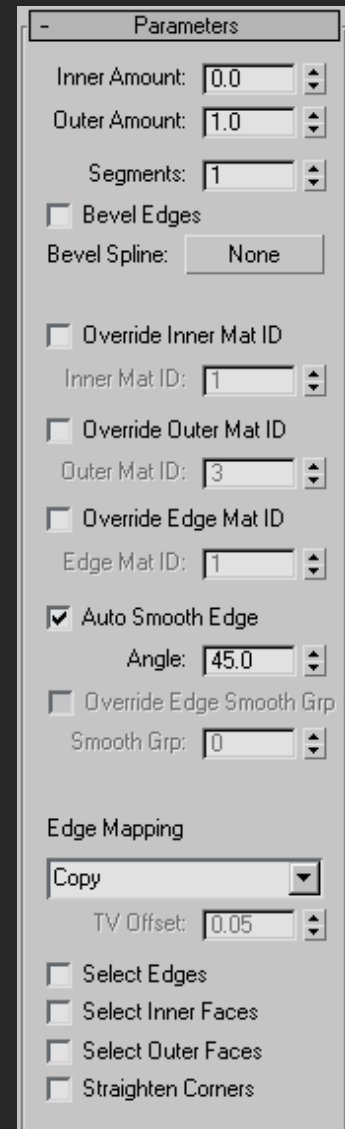 - Parameters
Inner Amount: 0.0
Outer Amount: 1.0
Segments: 1
Bevel Edges
Bevel Spline: None
Override Inner Mat ID
Inner Mat ID: 1
Override Outer Mat ID
Outer Mat ID: 3
Override Edge Mat ID
Edge Mat ID: 1
Auto Smooth Edge
Angle: 45.0
Override Edge Smooth Grp
Smooth Grp: 0
Edge Mapping
Copy
TV Offset: 0.05
Select Edges
Select Inner Faces
Select Outer Faces
Straighten Corners